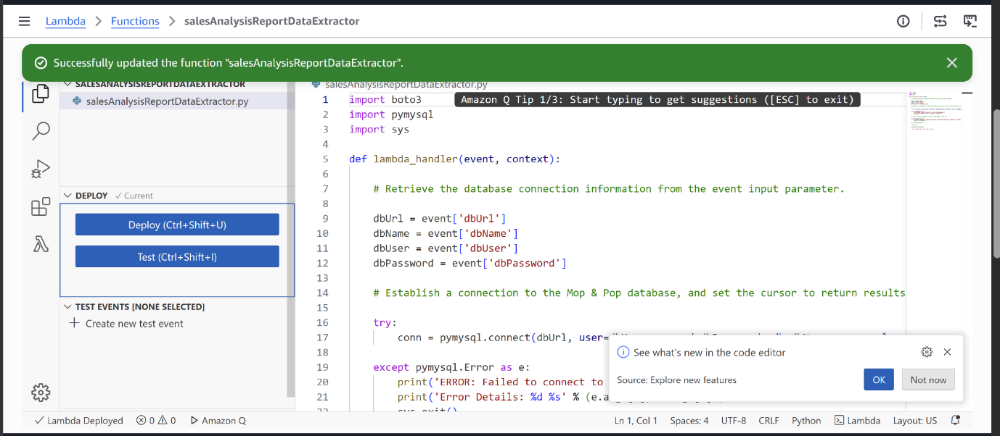 Lambda > Functions > salesAnalysisReportDataExtractor
Successfully updated the function "salesAnalysisReportDataExtractor".
SALESANALYSISREPORTDATAEXTRACTOR
salesAnalysisReportDataExtractor.py
DEPLOY ✓ Current
Deploy (Ctrl+Shift+U)
Test (Ctrl+Shift+I)
TEST EVENTS [NONE SELECTED]
+ Create new test event
salesAnalysisReportDataExtractor.py
1 import boto3
Amazon Q Tip 1/3: Start typing to get suggestions ([ESC] to exit)
2 import pymysql
3 import sys
4
5 def lambda_handler(event, context):
6
7 # Retrieve the database connection information from the event input parameter.
8
9 dbUrl = event['dbUrl']
10 dbName = event['dbName']
11 dbUser = event['dbUser']
12 dbPassword = event['dbPassword']
13
14 # Establish a connection to the Mop & Pop database, and set the cursor to return results
15
16 try:
17 conn = pymysql.connect(dbUrl, user=
18
19 except pymysql.Error as e:
20 print('ERROR: Failed to connect to
21 print('Error Details: %d %s' % (e.a
22 sys.exit()
See what's new in the code editor
Source: Explore new features
OK
Not now
Lambda Deployed 0 0 Amazon Q
Ln 1, Col 1 Spaces: 4 UTF-8 CRLF Python Lambda Layout: US